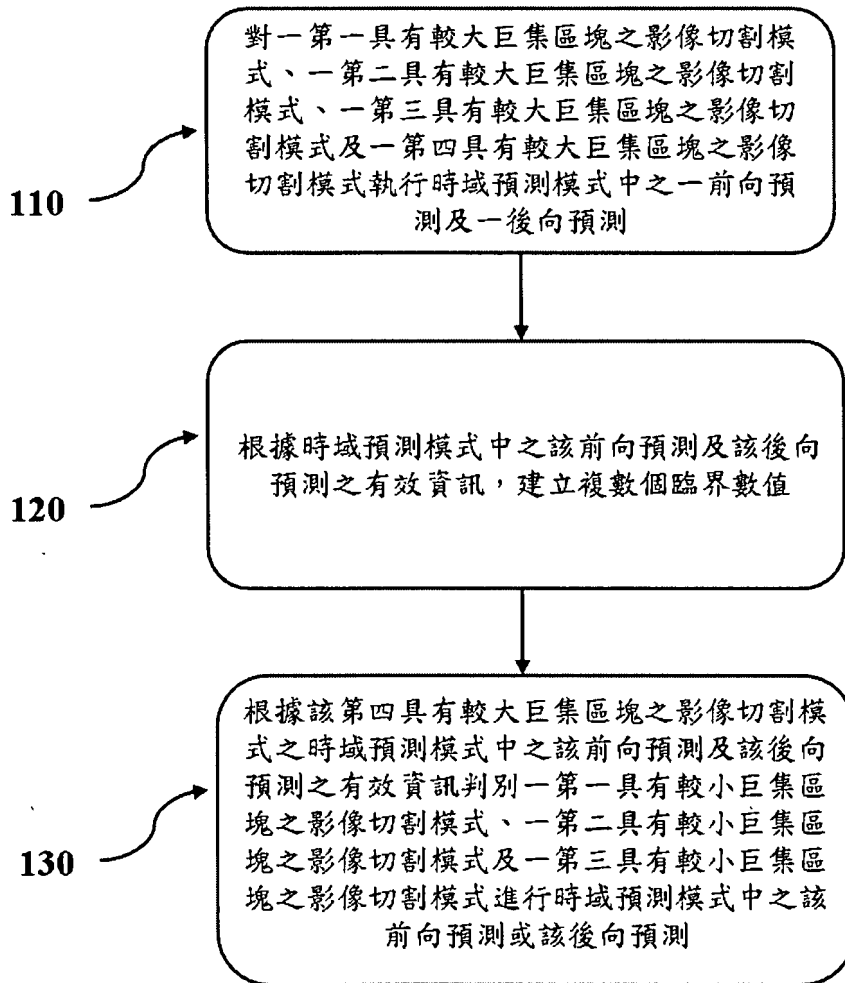 對一第一具有較大巨集區塊之影像切割模
式、一第二具有較大巨集區塊之影像切割
模式、一第三具有較大巨集區塊之影像切
割模式及一第四具有較大巨集區塊之影像
切割模式執行時域預測模式中之一前向預
測及一後向預測
110
根據時域預測模式中之該前向預測及該後向
預測之有效資訊，建立複數個臨界數值
120
根據該第四具有較大巨集區塊之影像切割模
式之時域預測模式中之該前向預測及該後向
預測之有效資訊判別一第一具有較小巨集區
塊之影像切割模式、一第二具有較小巨集區
塊之影像切割模式及一第三具有較小巨集區
塊之影像切割模式進行時域預測模式中之該
前向預測或該後向預測
130